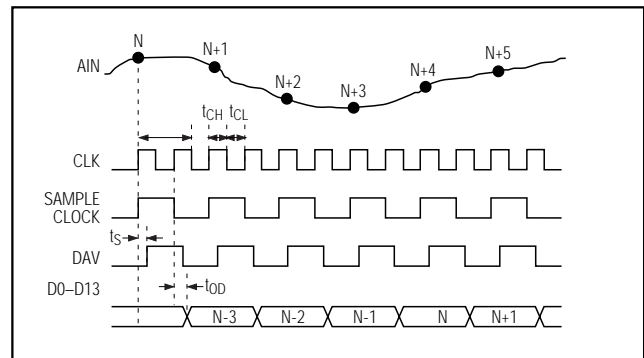 N
N+1
N+5
AIN
N+4
N+2
N+3
tCH
tCL
CLK
SAMPLE
CLOCK
tS
DAV
tOD
D0–D13
N-3
N-2
N-1
N
N+1